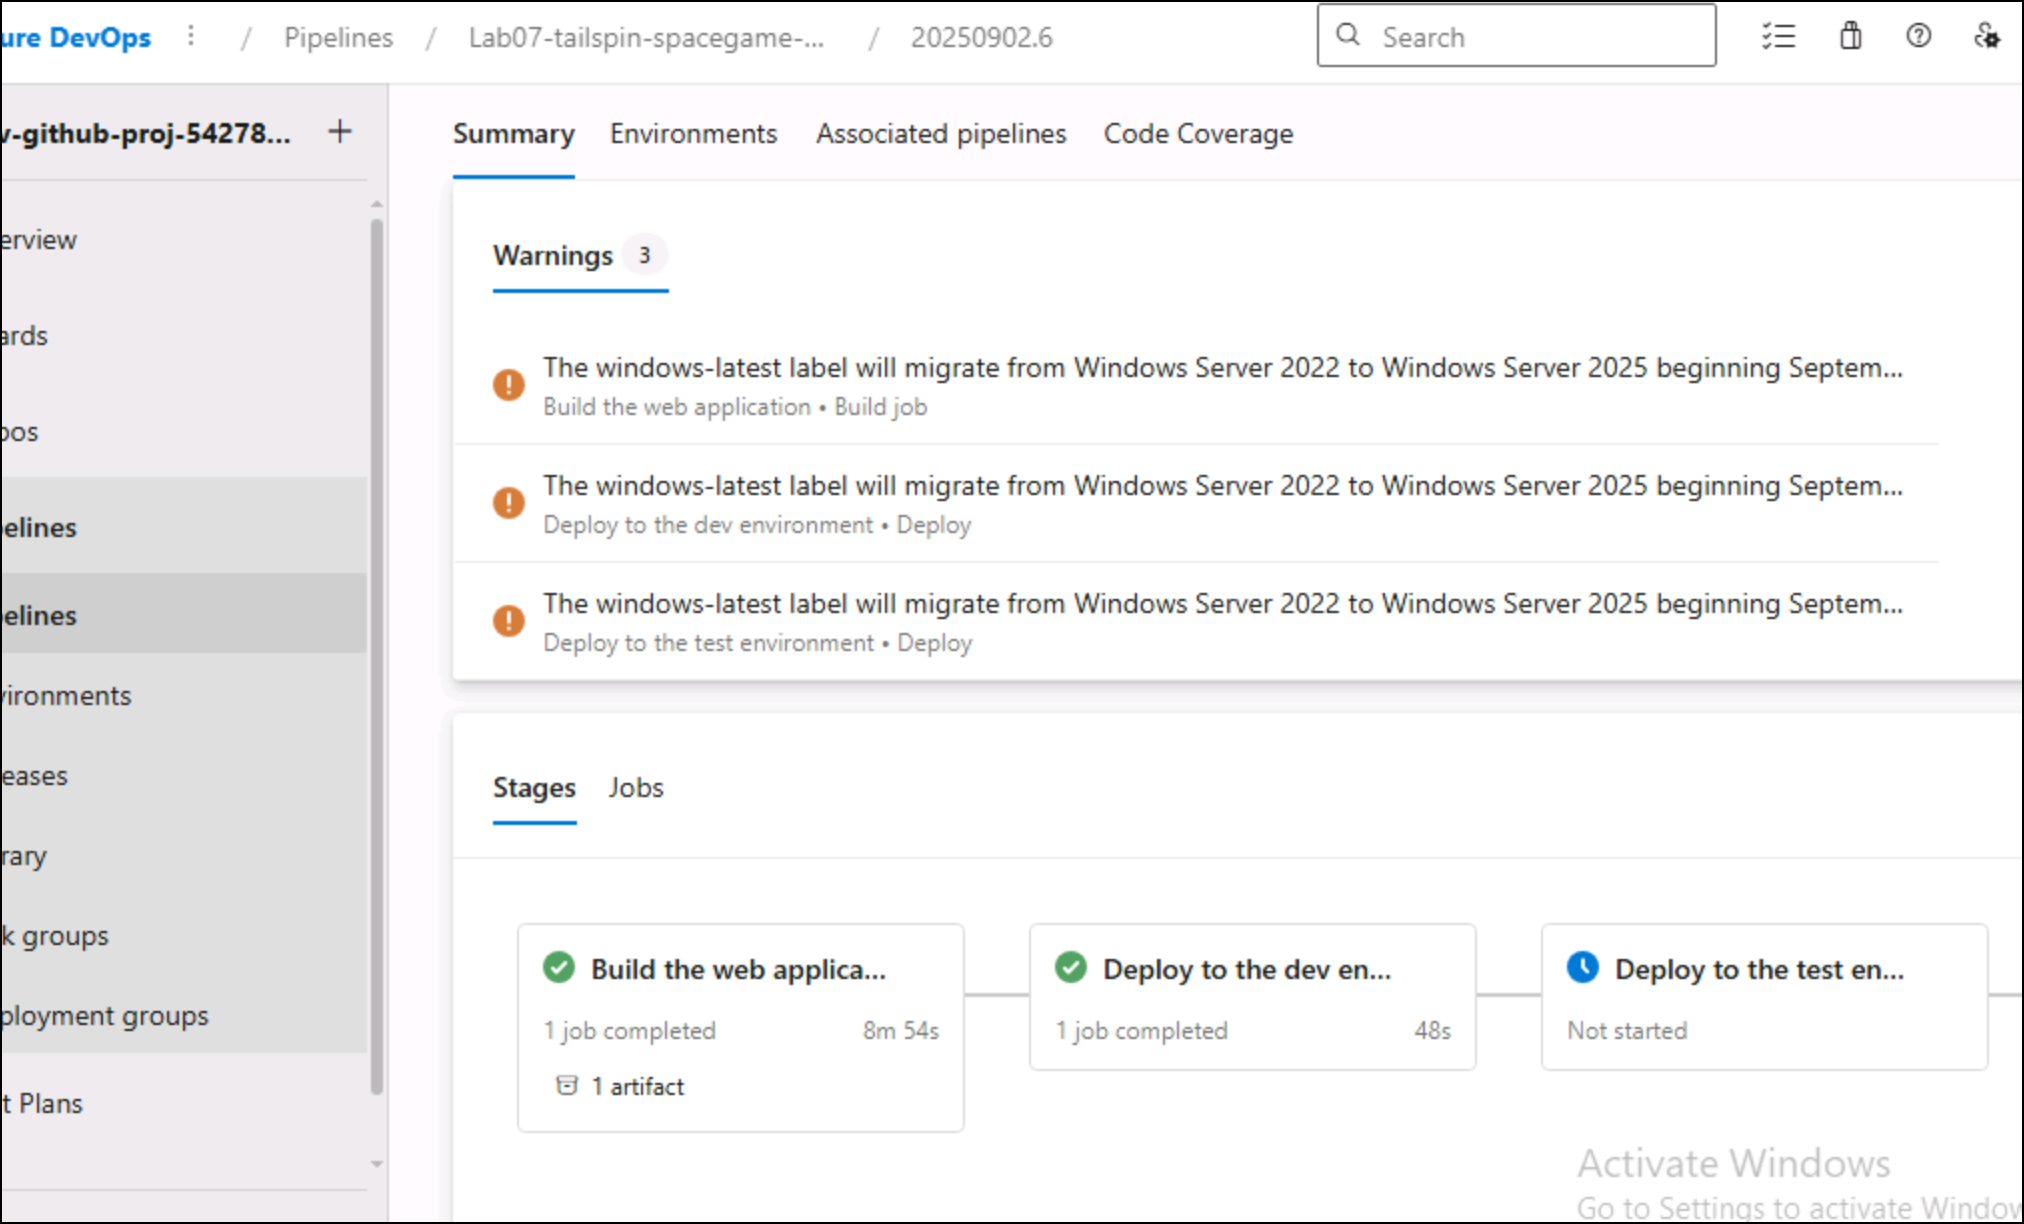 ure DevOps / Pipelines / Lab07-tailspin-spacegame-... / 20250902.6 Search
v-github-proj-54278... +
Summary Environments Associated pipelines Code Coverage
erview
ards
oos
elines
elines
vironments
eases
rary
k groups
ployment groups
t Plans
Warnings 3
The windows-latest label will migrate from Windows Server 2022 to Windows Server 2025 beginning Septem...
Build the web application • Build job
The windows-latest label will migrate from Windows Server 2022 to Windows Server 2025 beginning Septem...
Deploy to the dev environment • Deploy
The windows-latest label will migrate from Windows Server 2022 to Windows Server 2025 beginning Septem...
Deploy to the test environment • Deploy
Stages Jobs
Build the web applica...
1 job completed 8m 54s
1 artifact
Deploy to the dev en...
1 job completed 48s
Deploy to the test en...
Not started
Activate Windows
Go to Settings to activate Window